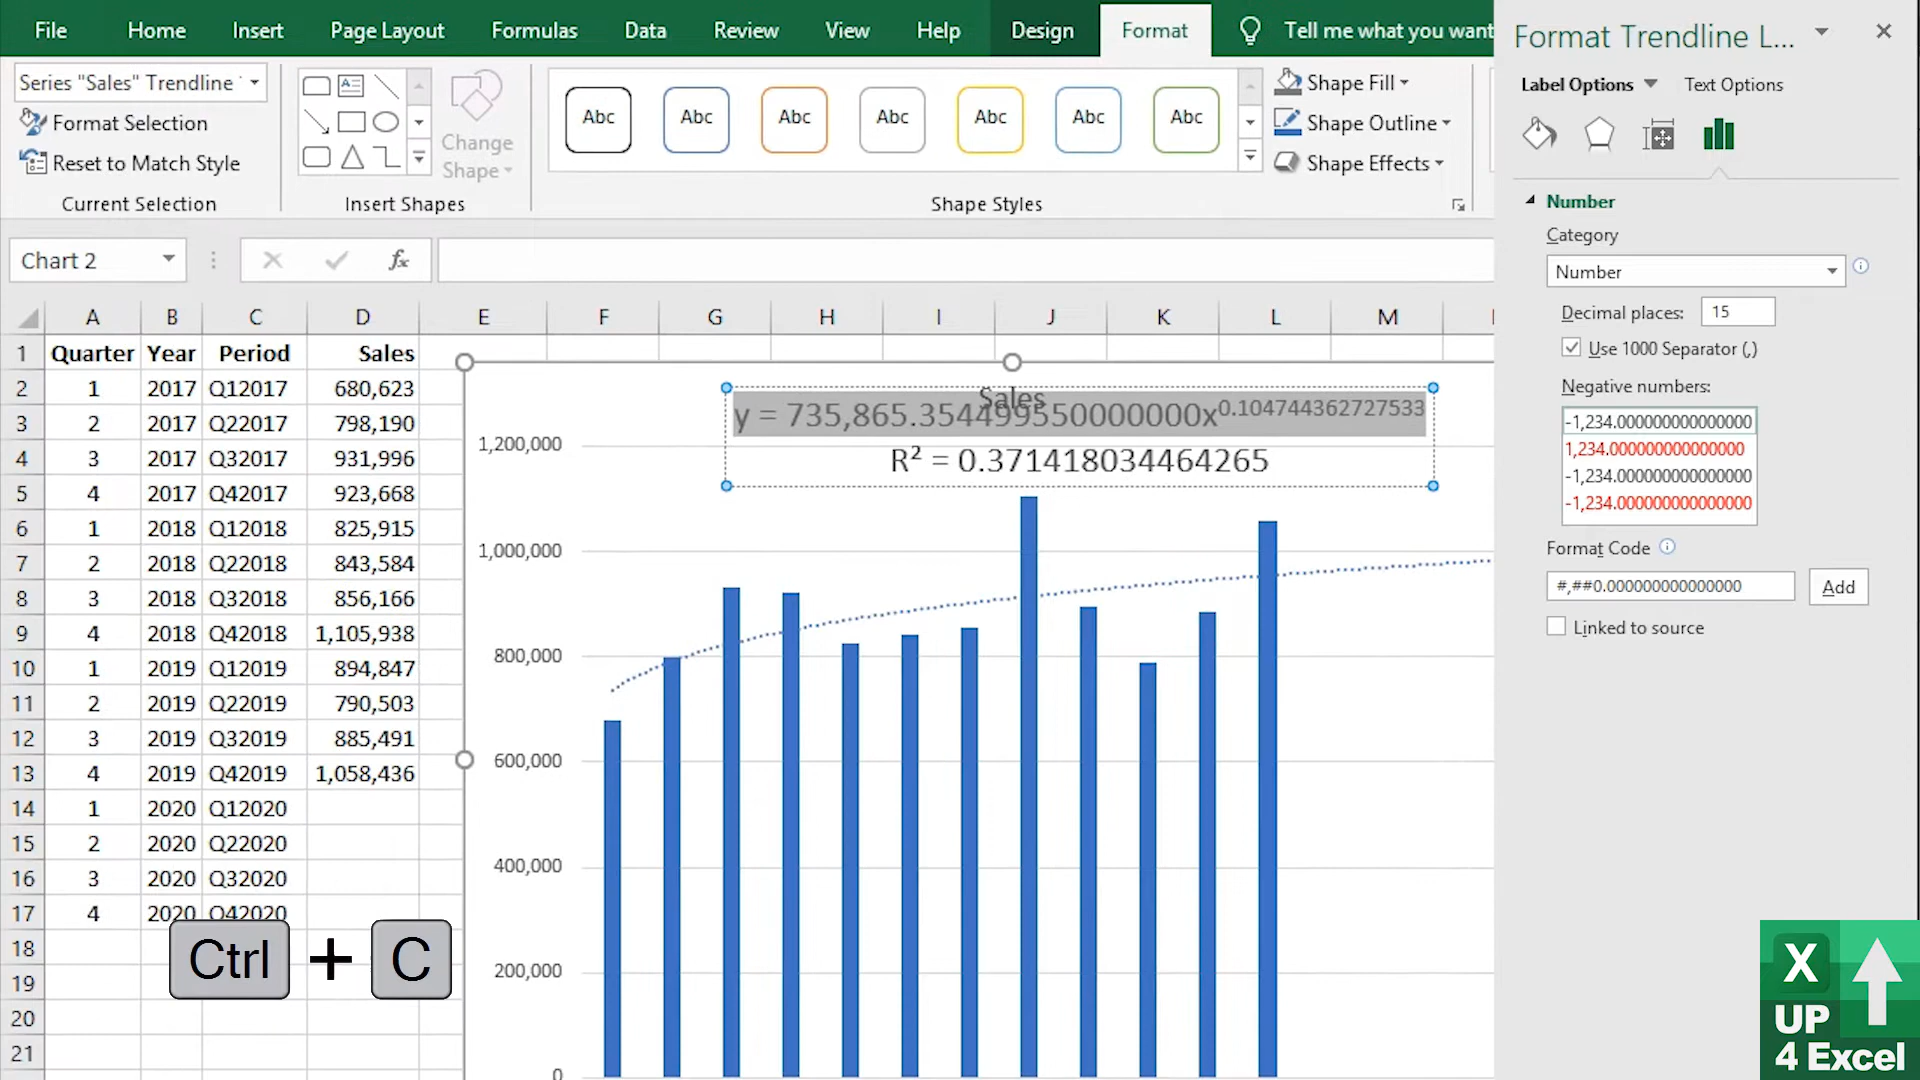 File Home Insert Page Layout Formulas Data Review View Help Design Format Tell me what you want
Series "Sales" Trendline
Format Selection
Reset to Match Style
Current Selection
Change
Shape
Insert Shapes
Abc Abc Abc Abc Abc Abc Abc
Shape Styles
Shape Fill
Shape Outline
Shape Effects
Chart 2
fx
A B C D E F G H I J K L M
1 Quarter Year Period Sales
2 1 2017 Q12017 680,623
3 2 2017 Q22017 798,190
4 3 2017 Q32017 931,996
5 4 2017 Q42017 923,668
6 1 2018 Q12018 825,915
7 2 2018 Q22018 843,584
8 3 2018 Q32018 856,166
9 4 2018 Q42018 1,105,938
10 1 2019 Q12019 894,847
11 2 2019 Q22019 790,503
12 3 2019 Q32019 885,491
13 4 2019 Q42019 1,058,436
14 1 2020 Q12020
15 2 2020 Q22020
16 3 2020 Q32020
17 4 2020 Q42020
18
19
20
21
Ctrl + C
Sales
y = 735,865.354499550000000x^0.104744362727533
R² = 0.371418034464265
1,200,000
1,000,000
800,000
600,000
400,000
200,000
0
Format Trendline L...
Label Options Text Options
Number
Category
Number
Decimal places: 15
Use 1000 Separator (,)
Negative numbers:
-1,234.000000000000000
1,234.000000000000000
-1,234.000000000000000
-1,234.000000000000000
Format Code
#,##0.000000000000000
Add
Linked to source
X
UP
4 Excel